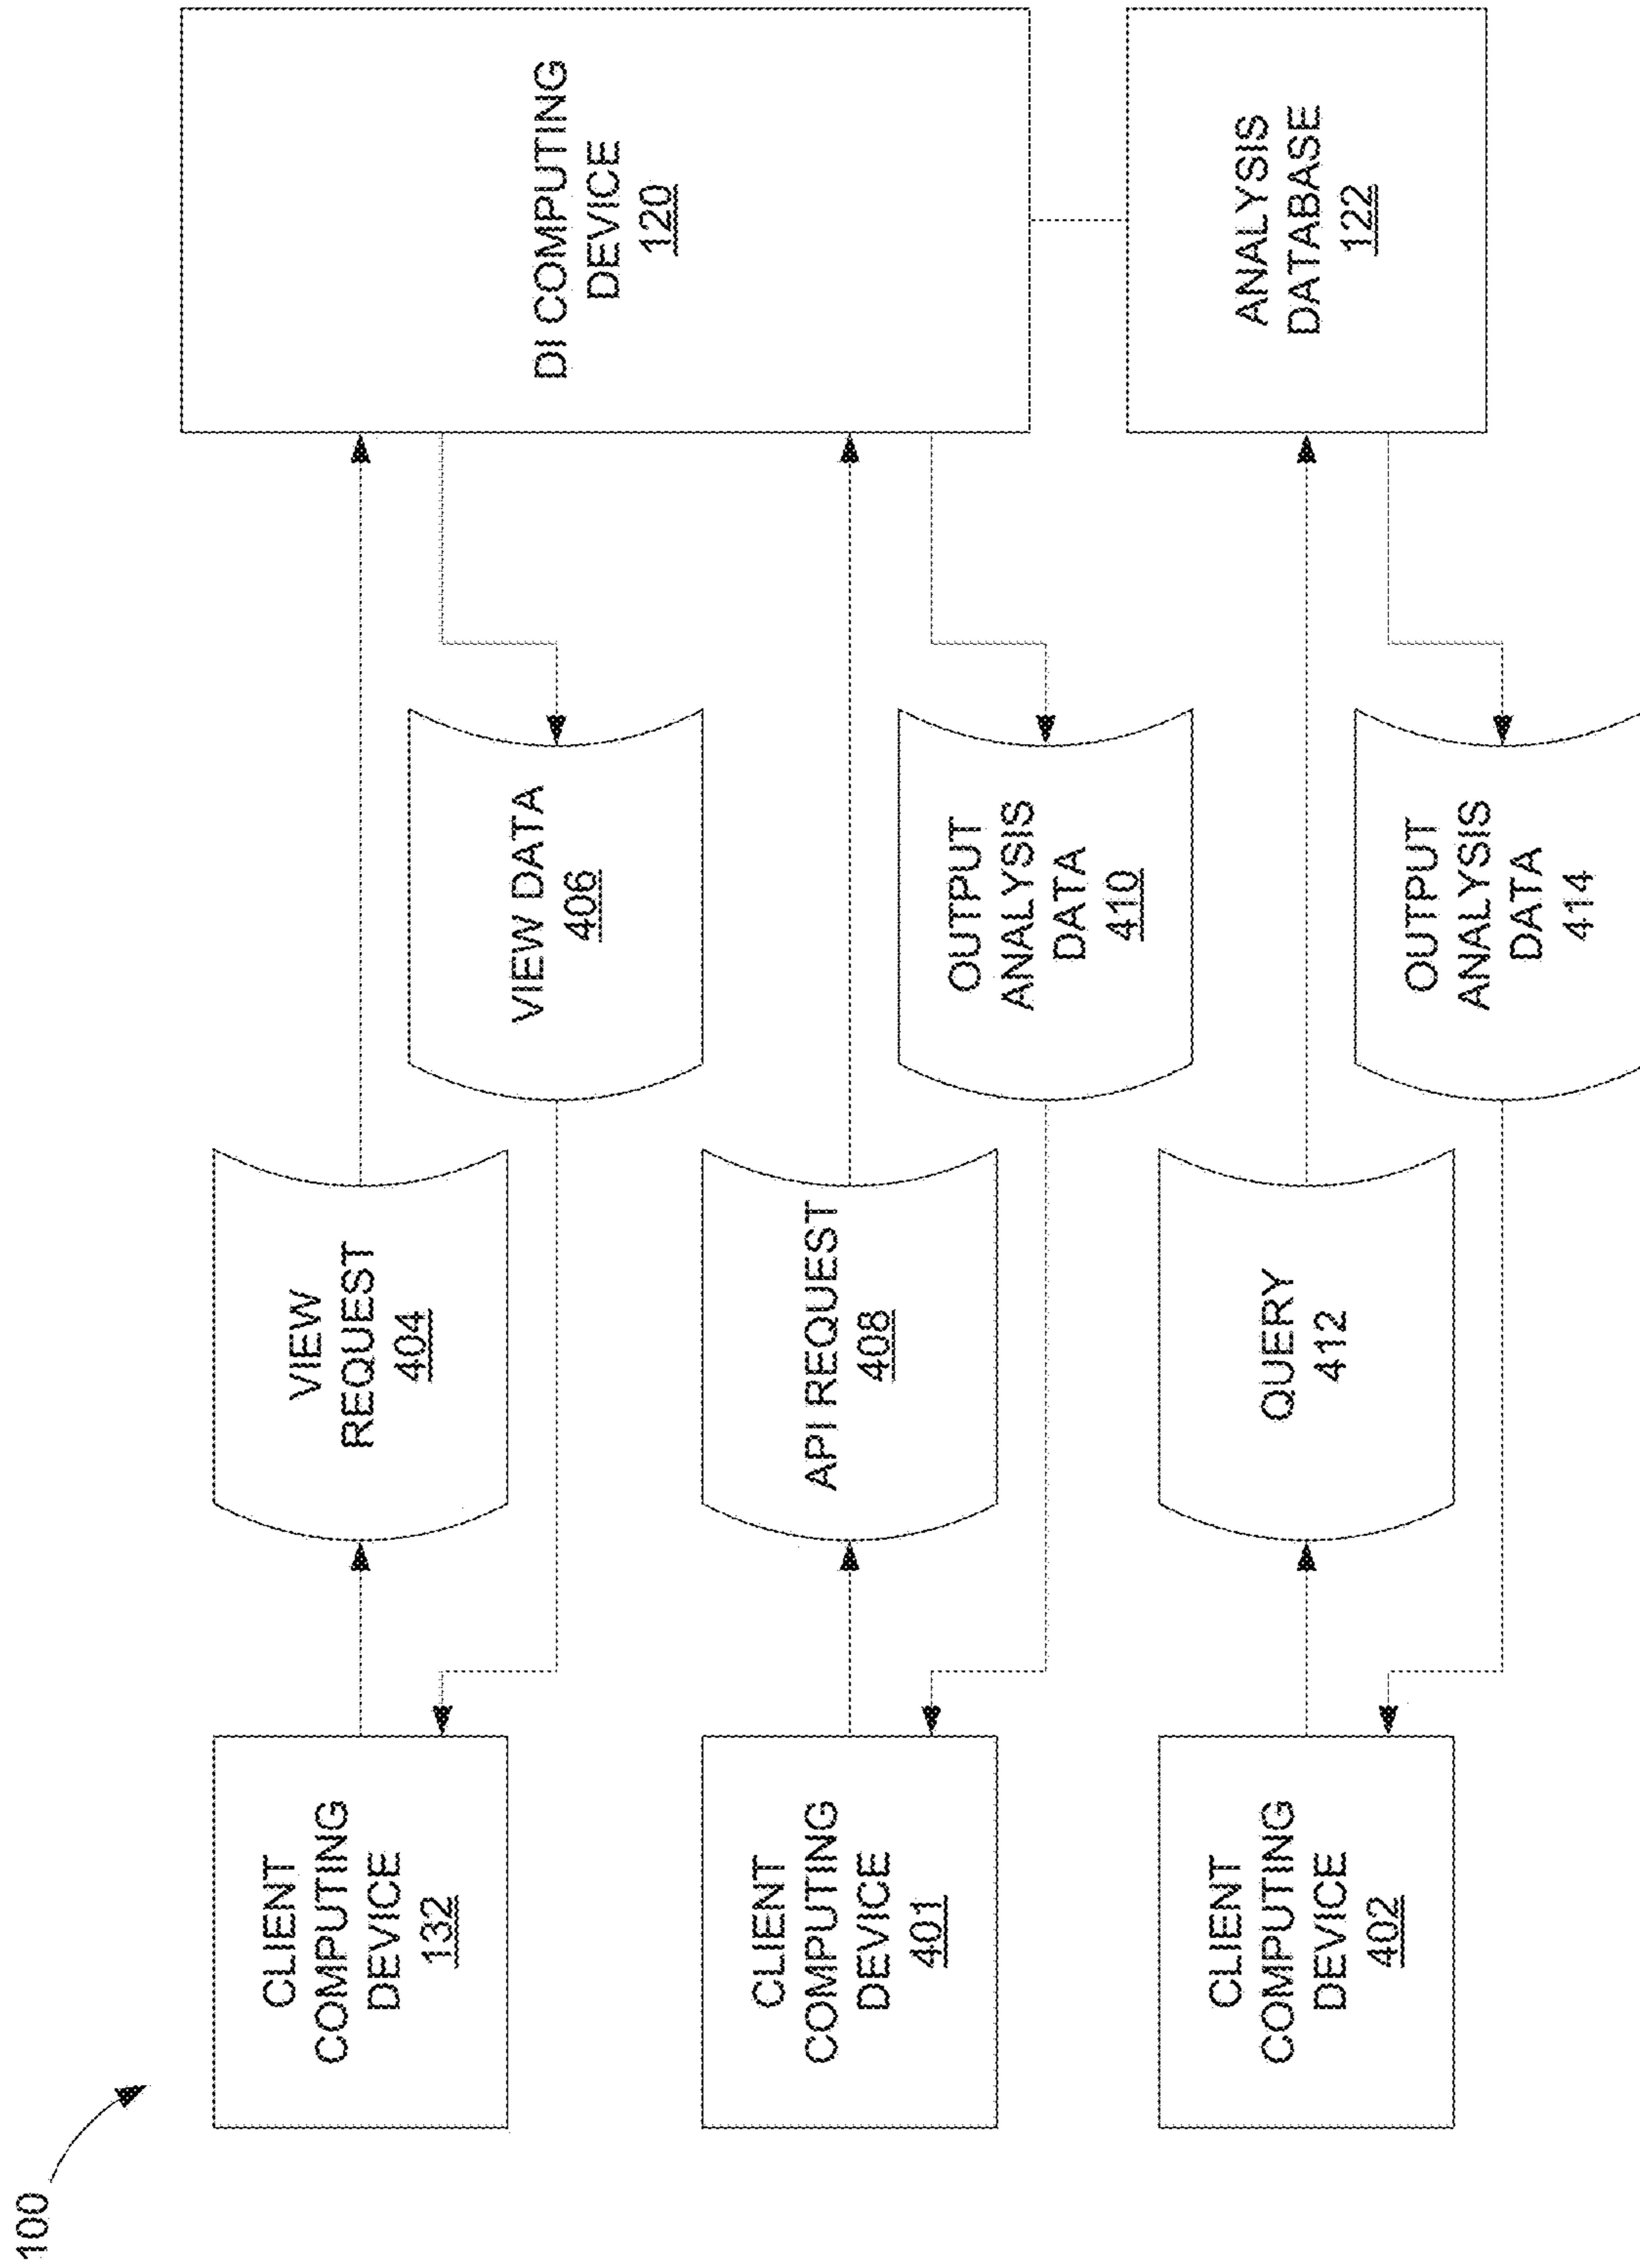 100
CLIENT
COMPUTING
DEVICE
132
VIEW
REQUEST
404
VIEW DATA
406
DI COMPUTING
DEVICE
120
CLIENT
COMPUTING
DEVICE
401
API REQUEST
408
OUTPUT
ANALYSIS
DATA
410
CLIENT
COMPUTING
DEVICE
402
QUERY
412
OUTPUT
ANALYSIS
DATA
414
ANALYSIS
DATABASE
122